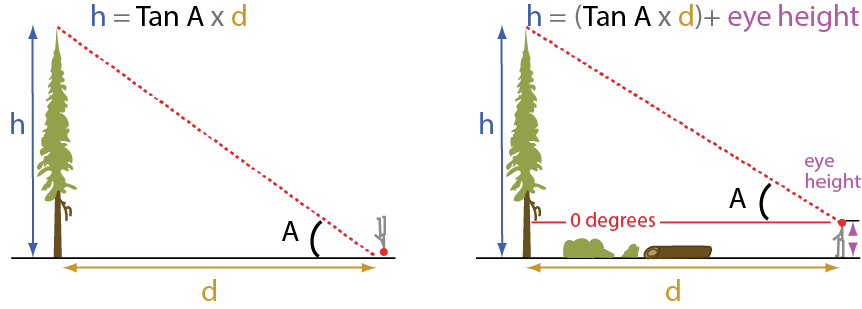 h = Tan A x d
h
A
d
h = (Tan A x d)+ eye height
h
eye
height
A
0 degrees
d